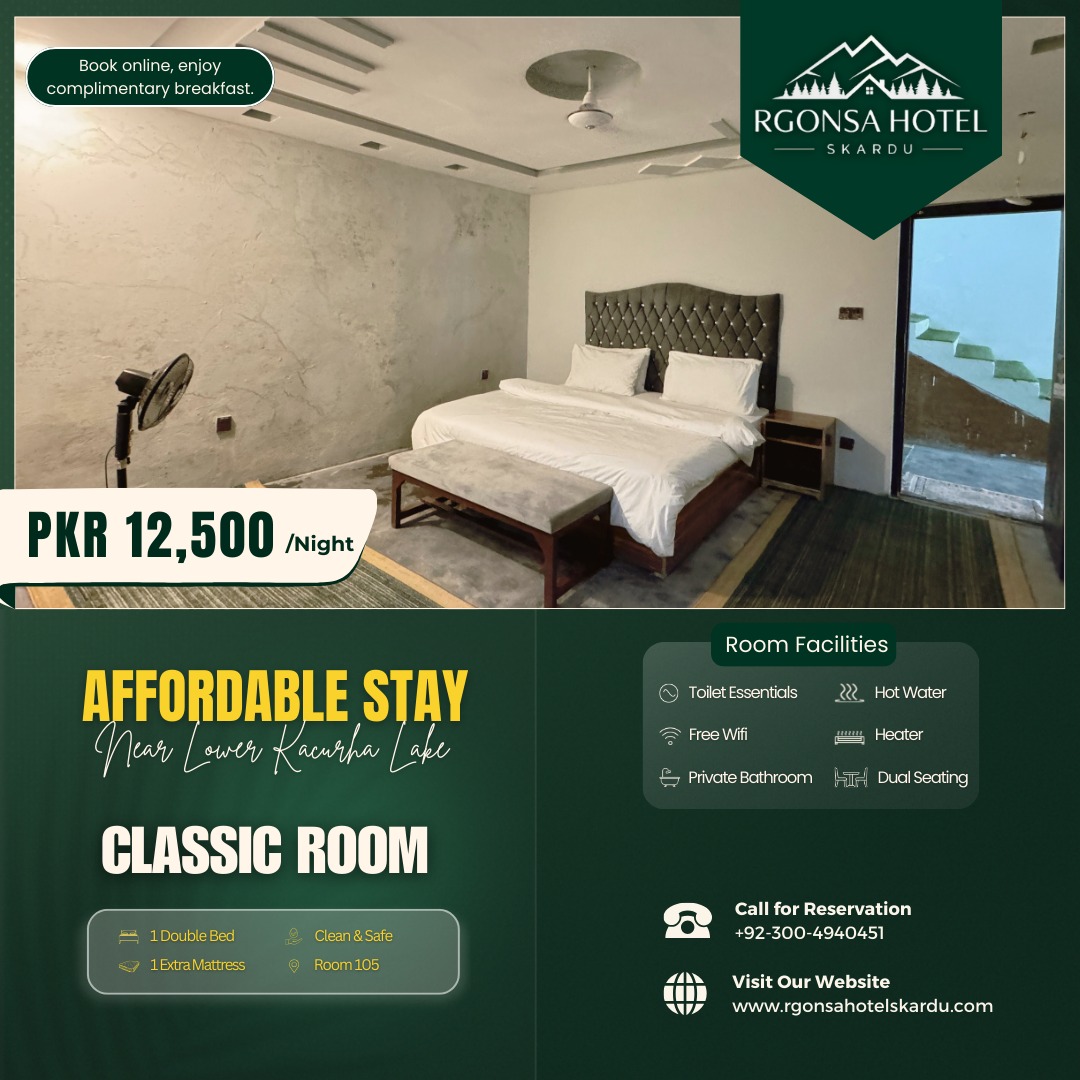 Book online, enjoy
complimentary breakfast.
RGONSA HOTEL
SKARDU
PKR 12,500 /Night
AFFORDABLE STAY
Near Lower Kacurha Lake
CLASSIC ROOM
1 Double Bed
Clean & Safe
1 Extra Mattress
Room 105
Room Facilities
Toilet Essentials
Hot Water
Free Wifi
Heater
Private Bathroom
Dual Seating
Call for Reservation
+92-300-4940451
Visit Our Website
www.rgonsahotelskardu.com